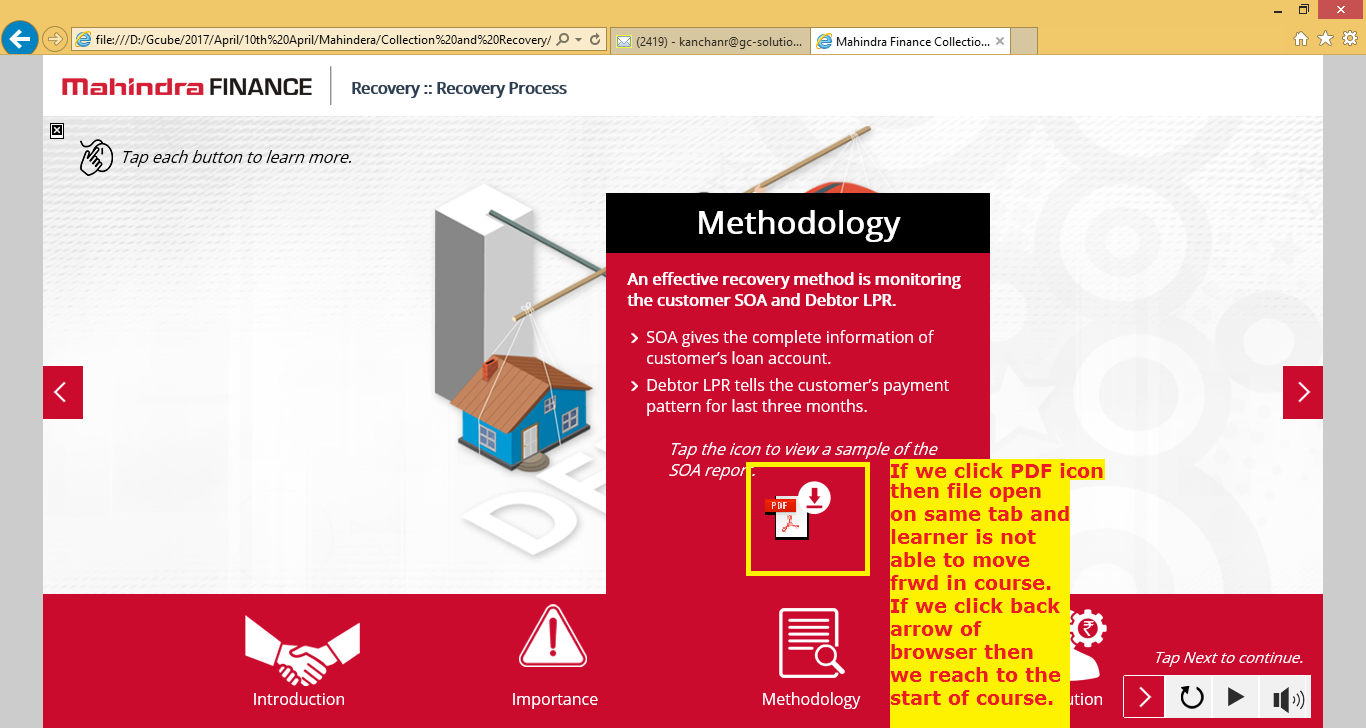 file:///D:/Gcube/2017/April/10th%20April/Mahindera/Collection%20and%20Recovery/
(2419) - kanchanr@gc-solutio...
Mahindra Finance Collectio...
Mahindra FINANCE
Recovery :: Recovery Process
Tap each button to learn more.
Methodology
An effective recovery method is monitoring
the customer SOA and Debtor LPR.
SOA gives the complete information of
customer's loan account.
Debtor LPR tells the customer's payment
pattern for last three months.
Tap the icon to view a sample of the
SOA report.
PDF
If we click PDF icon
then file open
on same tab and
learner is not
able to move
frwd in course.
If we click back
arrow of
browser then
we reach to the
start of course.
DE
Introduction
Importance
Methodology
ution
Tap Next to continue.